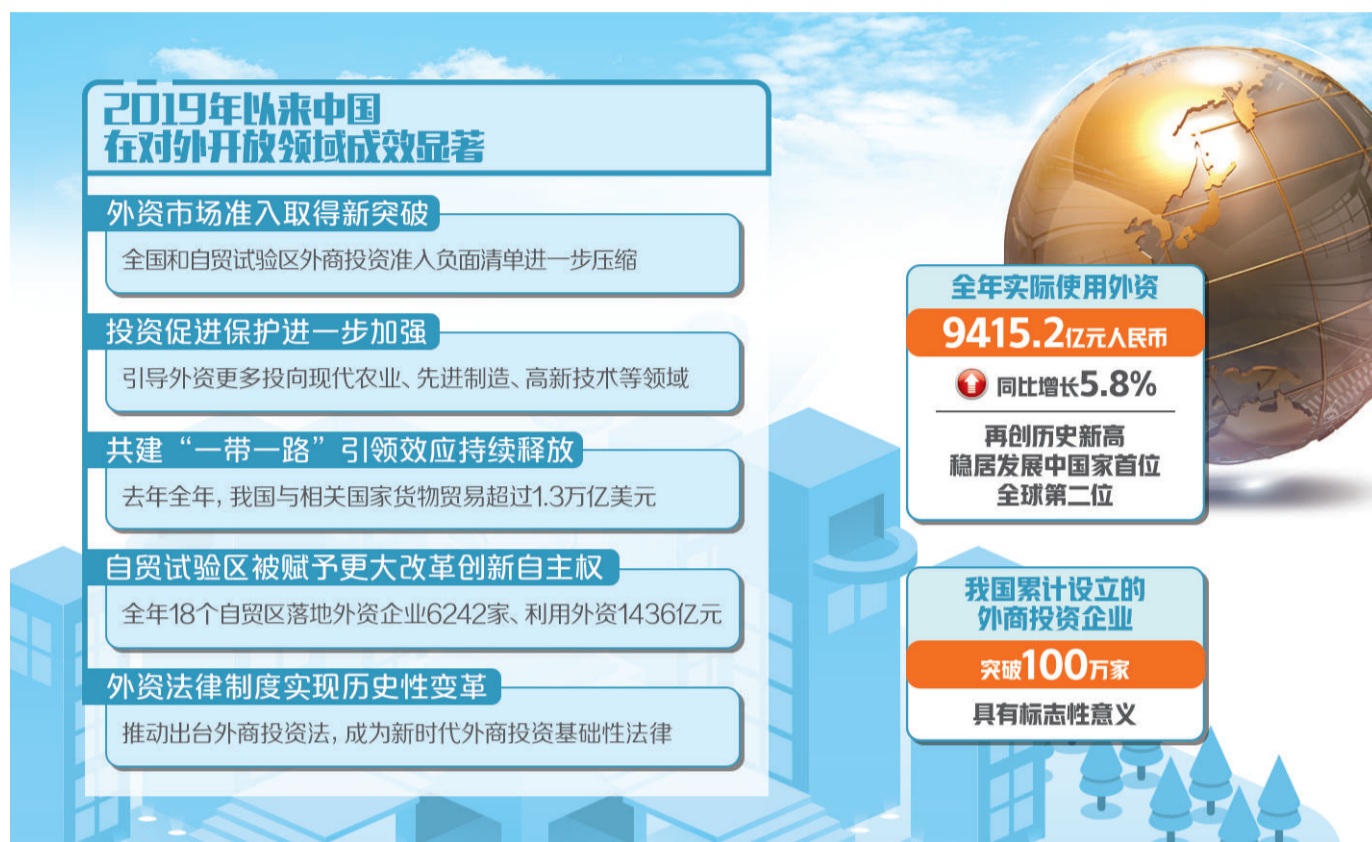 2019年以来中国
在对外开放领域成效显著
外资市场准入取得新突破
全国和自贸试验区外商投资准入负面清单进一步压缩
投资促进保护进一步加强
引导外资更多投向现代农业、先进制造、高新技术等领域
共建“一带一路”引领效应持续释放
去年全年,我国与相关国家货物贸易超过1.3万亿美元
自贸试验区被赋予更大改革创新自主权
全年18个自贸区落地外资企业6242家、利用外资1436亿元
外资法律制度实现历史性变革
推动出台外商投资法,成为新时代外商投资基础性法律
全年实际使用外资
9415.2亿元人民币
同比增长5.8%
再创历史新高
稳居发展中国家首位
全球第二位
我国累计设立的
外商投资企业
突破100万家
具有标志性意义